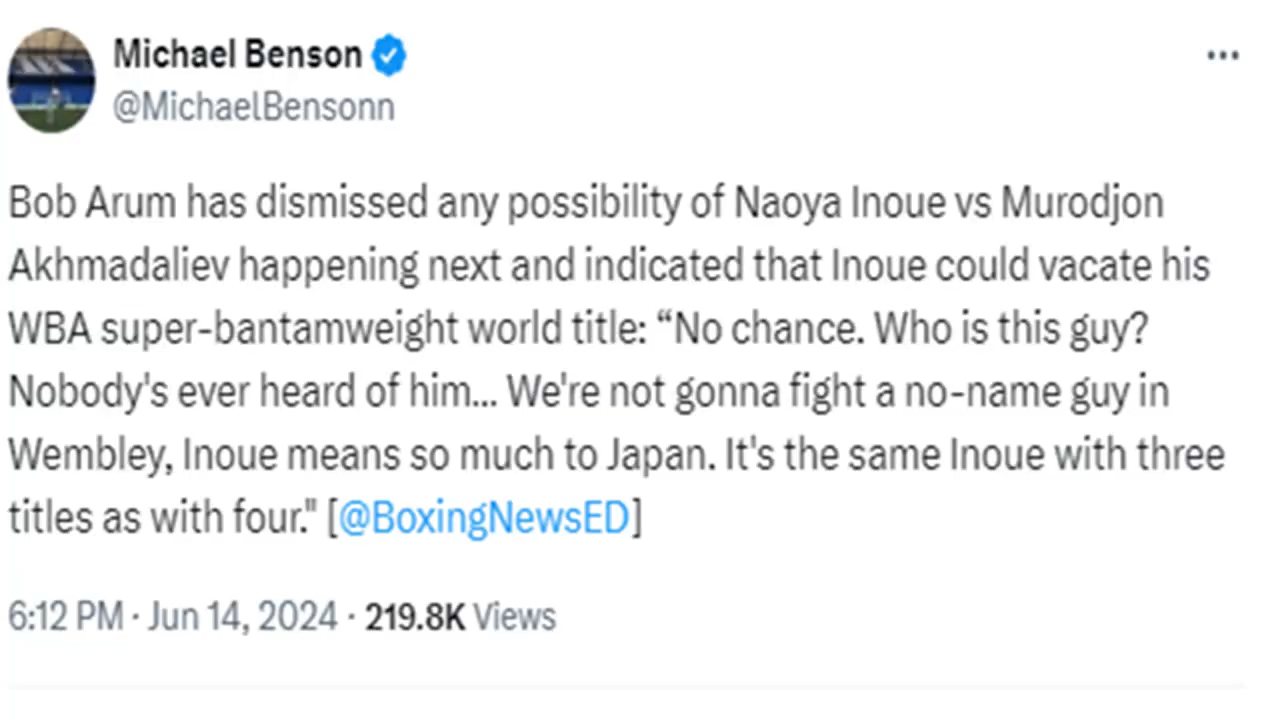 Michael Benson
@MichaelBensonn
Bob Arum has dismissed any possibility of Naoya Inoue vs Murodjon
Akhmadaliev happening next and indicated that Inoue could vacate his
WBA super-bantamweight world title: “No chance. Who is this guy?
Nobody's ever heard of him... We're not gonna fight a no-name guy in
Wembley, Inoue means so much to Japan. It's the same Inoue with three
titles as with four." [@BoxingNewsED]
6:12 PM · Jun 14, 2024 · 219.8K Views